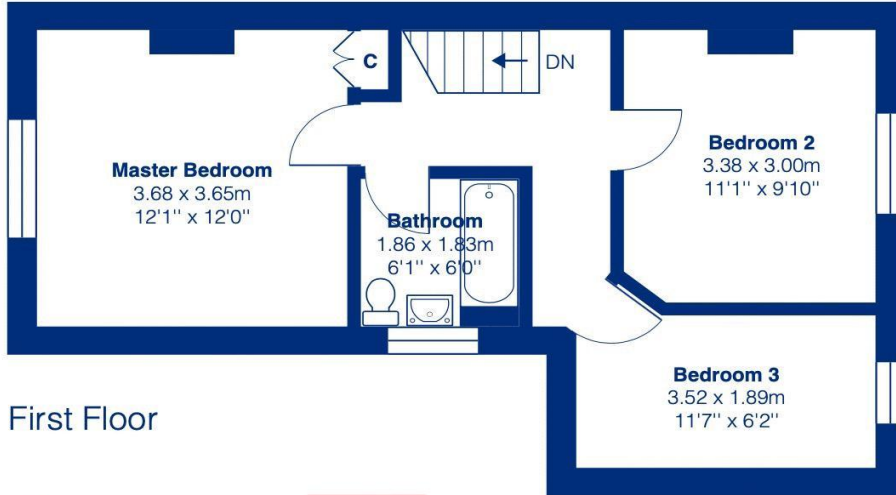 C
DN
Master Bedroom
3.68 x 3.65m
12'1'' x 12'0''
Bedroom 2
3.38 x 3.00m
11'1'' x 9'10''
Bathroom
1.86 x 1.83m
6'1'' x 6'0''
Bedroom 3
3.52 x 1.89m
11'7'' x 6'2''
First Floor